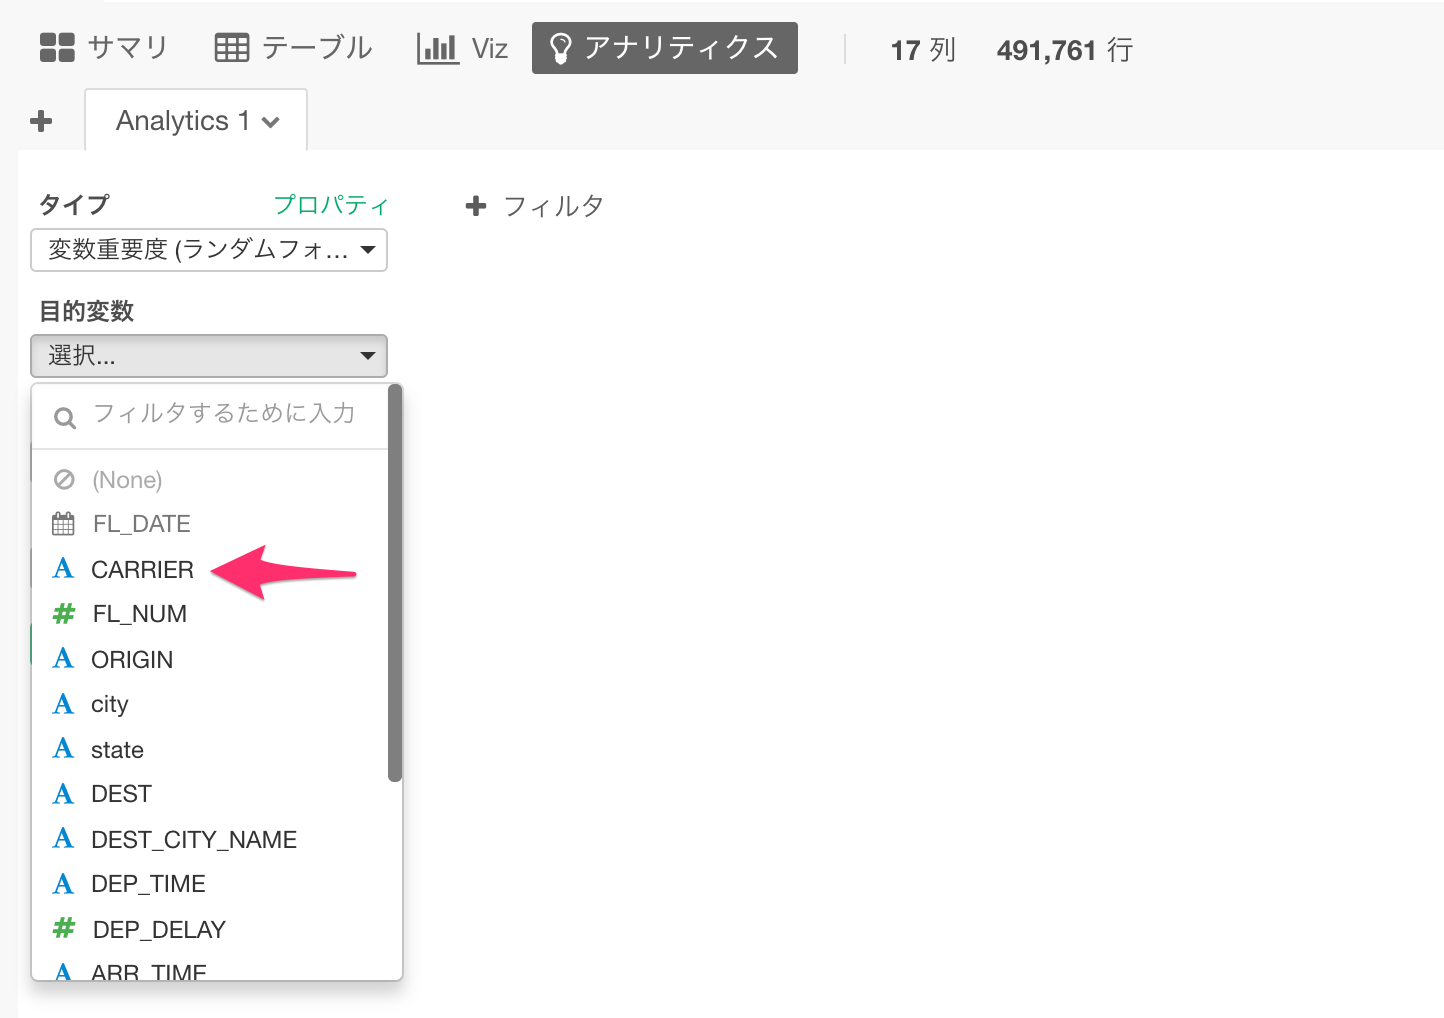 サマリ テーブル Viz アナリティクス 17 列 491,761 行
Analytics 1
タイプ プロパティ フィルタ
変数重要度 (ランダムフォ...
目的変数
選択...
フィルタするために入力
(None)
FL_DATE
CARRIER
FL_NUM
ORIGIN
city
state
DEST
DEST_CITY_NAME
DEP_TIME
DEP_DELAY
ARR_TIME